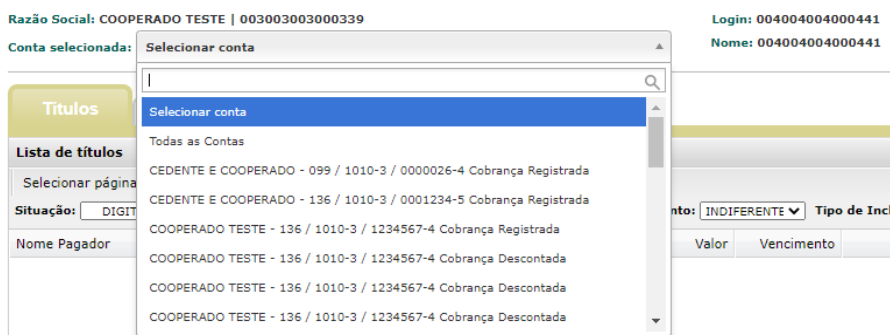 Razão Social: COOPERADO TESTE | 003003003000339
Login: 004004004000441
Conta selecionada: Selecionar conta
Nome: 004004004000441
Títulos
Selecionar conta
Todas as Contas
Lista de títulos
CEDENTE E COOPERADO - 099 / 1010-3 / 0000026-4 Cobrança Registrada
Selecionar página
CEDENTE E COOPERADO - 136 / 1010-3 / 0001234-5 Cobrança Registrada
Situação: DIGIT
nto: INDIFERENTE Tipo de Incl
COOPERADO TESTE - 136 / 1010-3 / 1234567-4 Cobrança Registrada
Nome Pagador
Valor Vencimento
COOPERADO TESTE - 136 / 1010-3 / 1234567-4 Cobrança Descontada
COOPERADO TESTE - 136 / 1010-3 / 1234567-4 Cobrança Descontada
COOPERADO TESTE - 136 / 1010-3 / 1234567-4 Cobrança Descontada